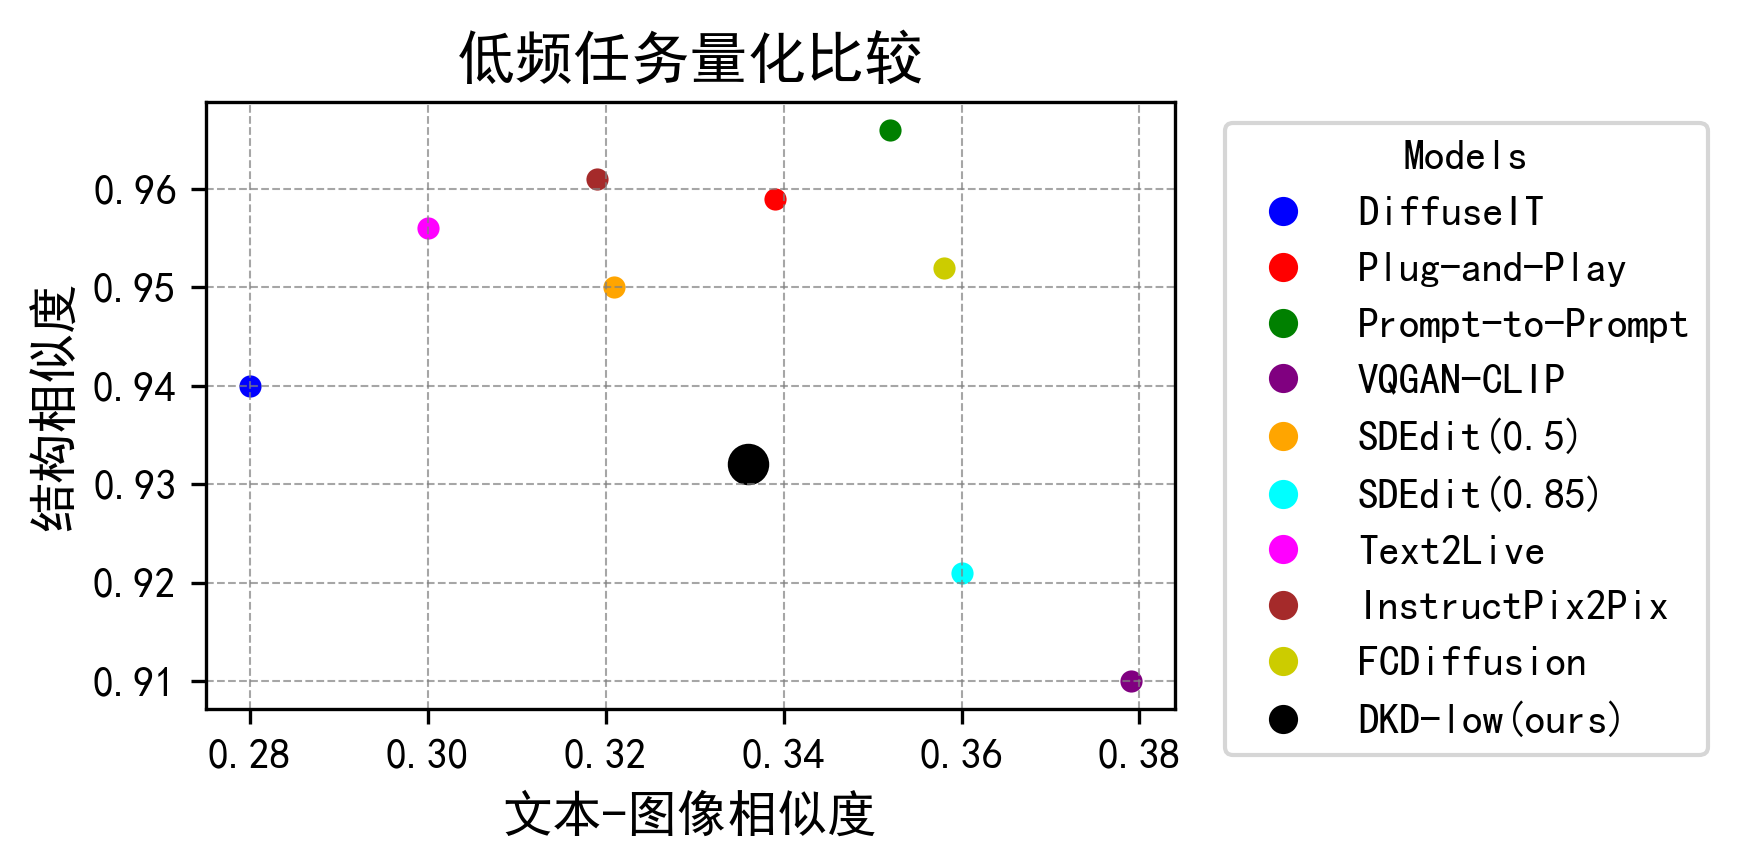 低频任务量化比较
结构相似度
0.96
0.95
0.94
0.93
0.92
0.91
0.28 0.30 0.32 0.34 0.36 0.38
文本-图像相似度
Models
DiffuseIT
Plug-and-Play
Prompt-to-Prompt
VQGAN-CLIP
SDEdit(0.5)
SDEdit(0.85)
Text2Live
InstructPix2Pix
FCDiffusion
DKD-low(ours)